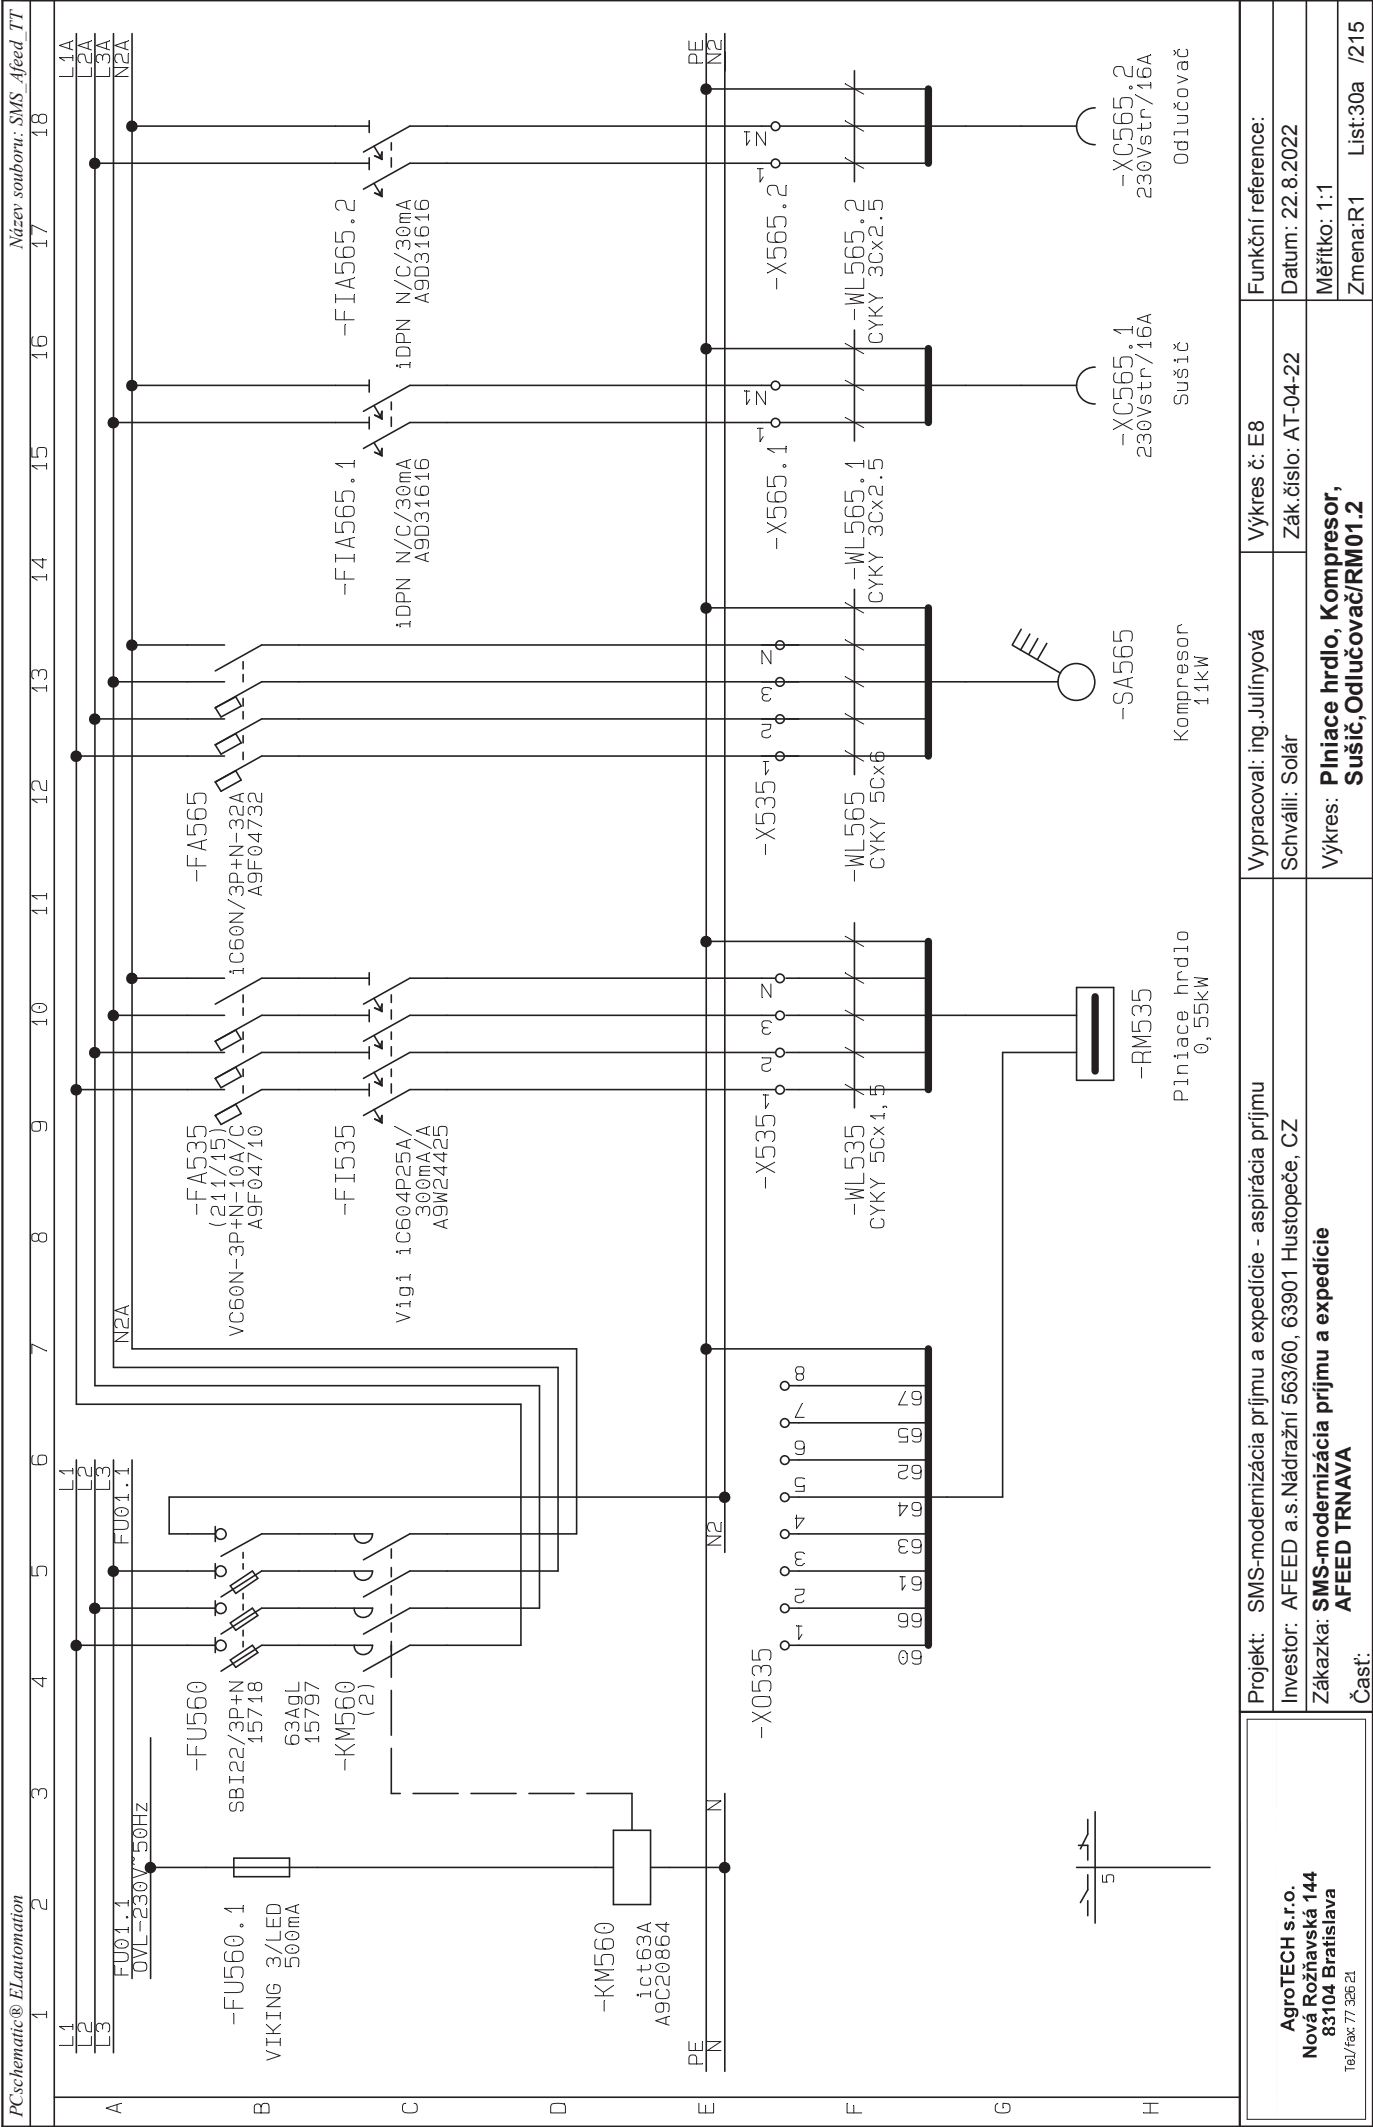 PCschematic® ELautomation
Název souboru: SMS_Afeed_TT
1 2 3 4 5 6 7 8 9 10 11 12 13 14 15 16 17 18
A
B
C
D
E
F
G
H
L1
L2
L3
FU01.1
OVL-230V~50Hz
L1
L2
L3
FU01.1
N2A
L1A
L2A
L3A
N2A
-FU560.1
VIKING 3/LED
500mA
-FU560
SBI22/3P+N
15718
63AgL
15797
-KM560
(2)
-FA535
(211/15)
VC60N-3P+N-10A/C
A9F04710
-FI535
Vigi iC604P25A/
300mA/A
A9W24425
-FA565
iC60N/3P+N-32A
A9F04732
-FIA565.1
iDPN N/C/30mA
A9D31616
-FIA565.2
iDPN N/C/30mA
A9D31616
-KM560
ict63A
A9C20864
PE
N
N
N2
PE
N2
-XO535
1 2 3 4 5 6 7 8
60 66 61 63 64 62 65 67
-X535
1 2 3 N
-X535
1 2 3 N
-X565.1
1 N1
-X565.2
1 N1
-WL535
CYKY 5Cx1,5
-WL565
CYKY 5Cx6
-WL565.1
CYKY 3Cx2.5
-WL565.2
CYKY 3Cx2.5
5
-RM535
Plniace hrdlo
0,55kW
-SA565
Kompresor
11kW
-XC565.1
230Vstr/16A
Sušič
-XC565.2
230Vstr/16A
Odlučovač
AgroTECH s.r.o.
Nová Rožňavská 144
83104 Bratislava
Tel/fax: 77 326 21
Projekt: SMS-modernizácia príjmu a expedície - aspirácia príjmu
Investor: AFEED a.s.Nádražní 563/60, 63901 Hustopeče, CZ
Zákazka: SMS-modernizácia príjmu a expedície
AFEED TRNAVA
Časť:
Vypracoval: ing.Julínyová
Schválil: Solár
Výkres č: E8
Zák.číslo: AT-04-22
Výkres: Plniace hrdlo, Kompresor,
Sušič,Odlučovač/RM01.2
Funkční reference:
Datum: 22.8.2022
Měřítko: 1:1
Zmena:R1 List:30a /215